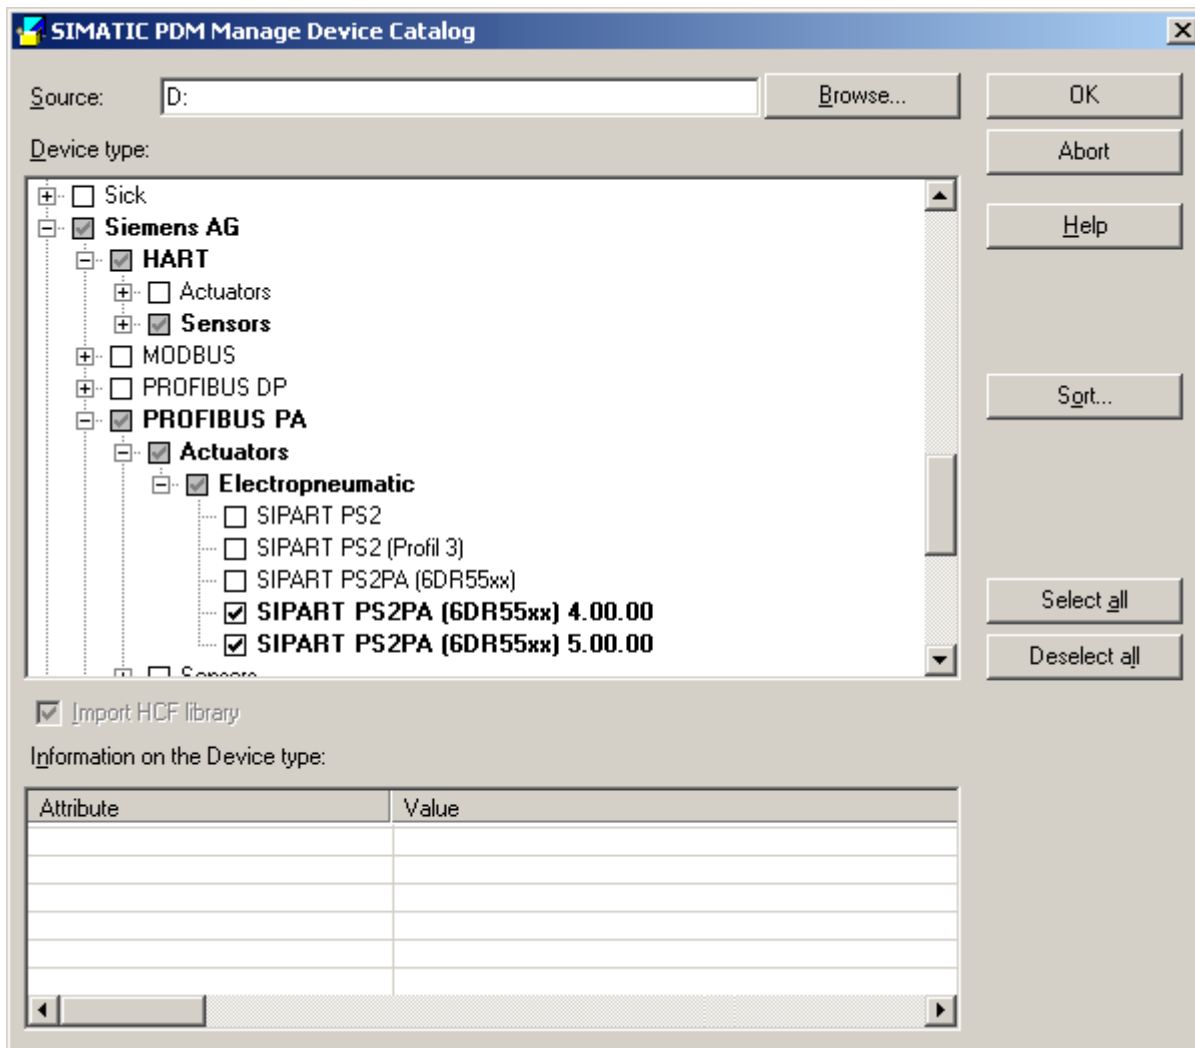 SIMATIC PDM Manage Device Catalog
Source:
D:
Browse...
OK
Device type:
Abort
Sick
Siemens AG
Help
HART
Actuators
Sensors
MODBUS
PROFIBUS DP
Sort...
PROFIBUS PA
Actuators
Electropneumatic
SIPART PS2
SIPART PS2 (Profil 3)
SIPART PS2PA (6DR55xx)
SIPART PS2PA (6DR55xx) 4.00.00
Select all
SIPART PS2PA (6DR55xx) 5.00.00
Deselect all
Sensors
Import HCF library
Information on the Device type:
Attribute
Value